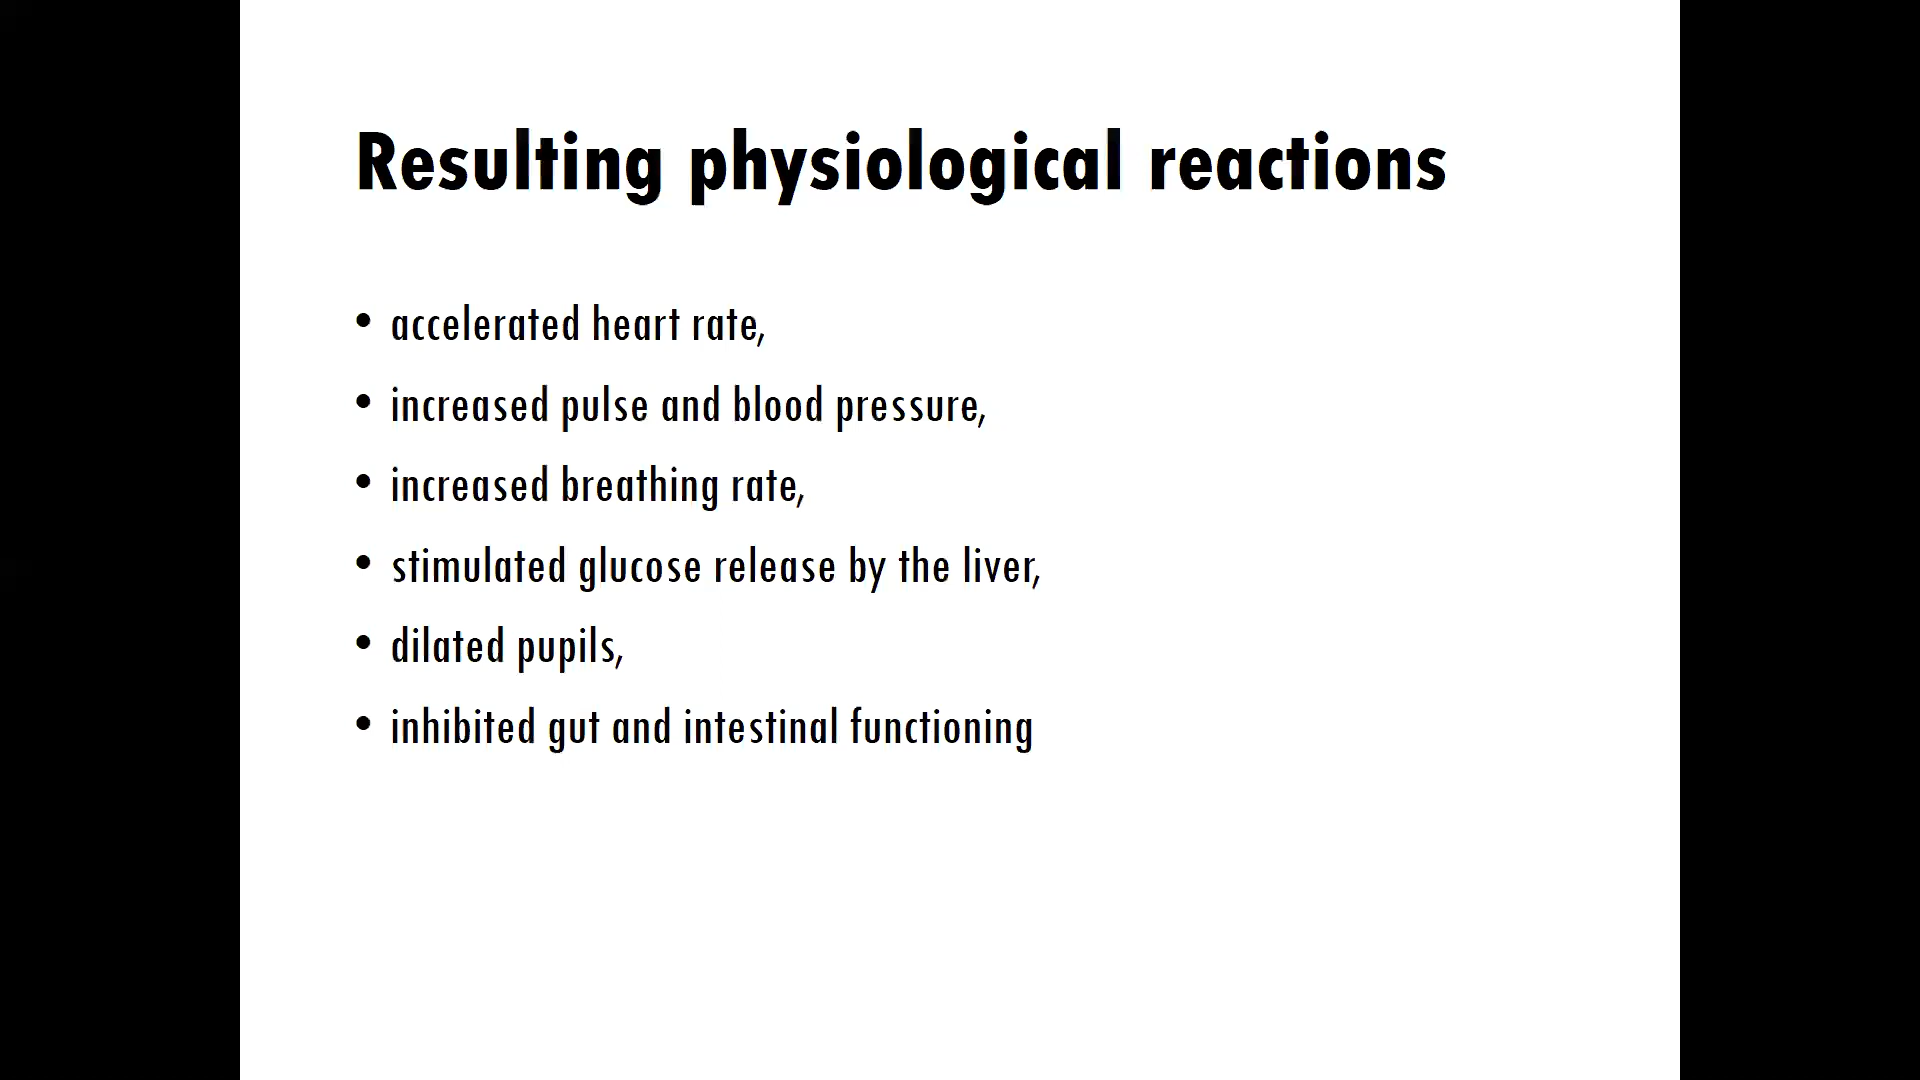 Resulting physiological reactions
• accelerated heart rate,
• increased pulse and blood pressure,
• increased breathing rate,
• stimulated glucose release by the liver,
• dilated pupils,
• inhibited gut and intestinal functioning